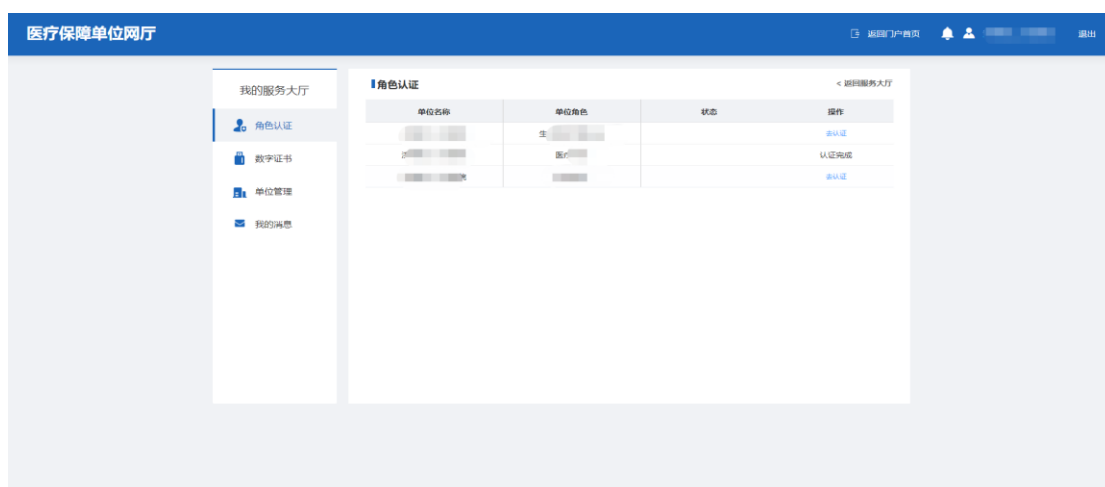 医疗保障单位网厅
返回门户首页 退出
我的服务大厅
角色认证
数字证书
单位管理
我的消息
角色认证 < 返回服务大厅
单位名称 单位角色 状态 操作
生 去认证
医疗 认证完成
去认证